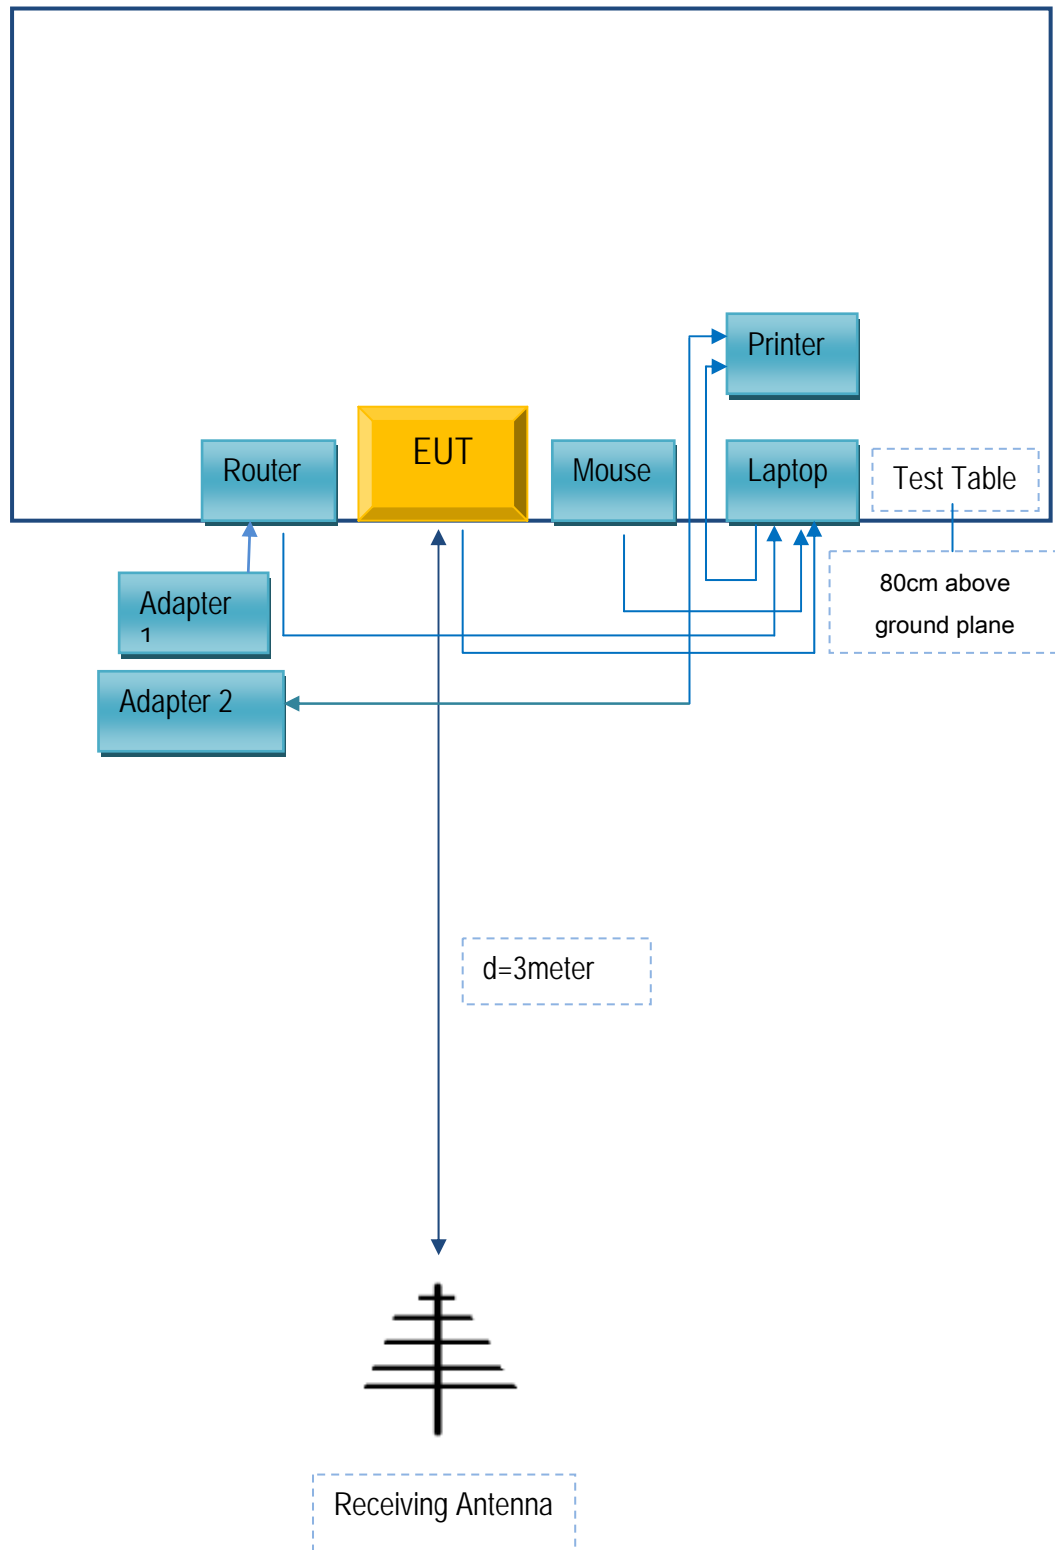 Printer
Router
EUT
Mouse
Laptop
Test Table
80cm above
ground plane
Adapter
1
Adapter 2
d=3meter
Receiving Antenna